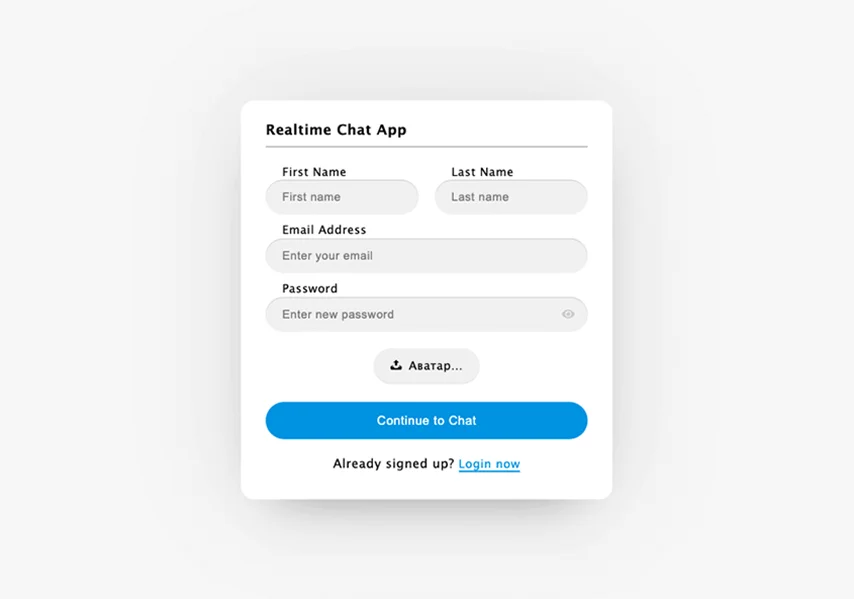 Realtime Chat App
First Name Last Name
First name Last name
Email Address
Enter your email
Password
Enter new password
Аватар...
Continue to Chat
Already signed up? Login now